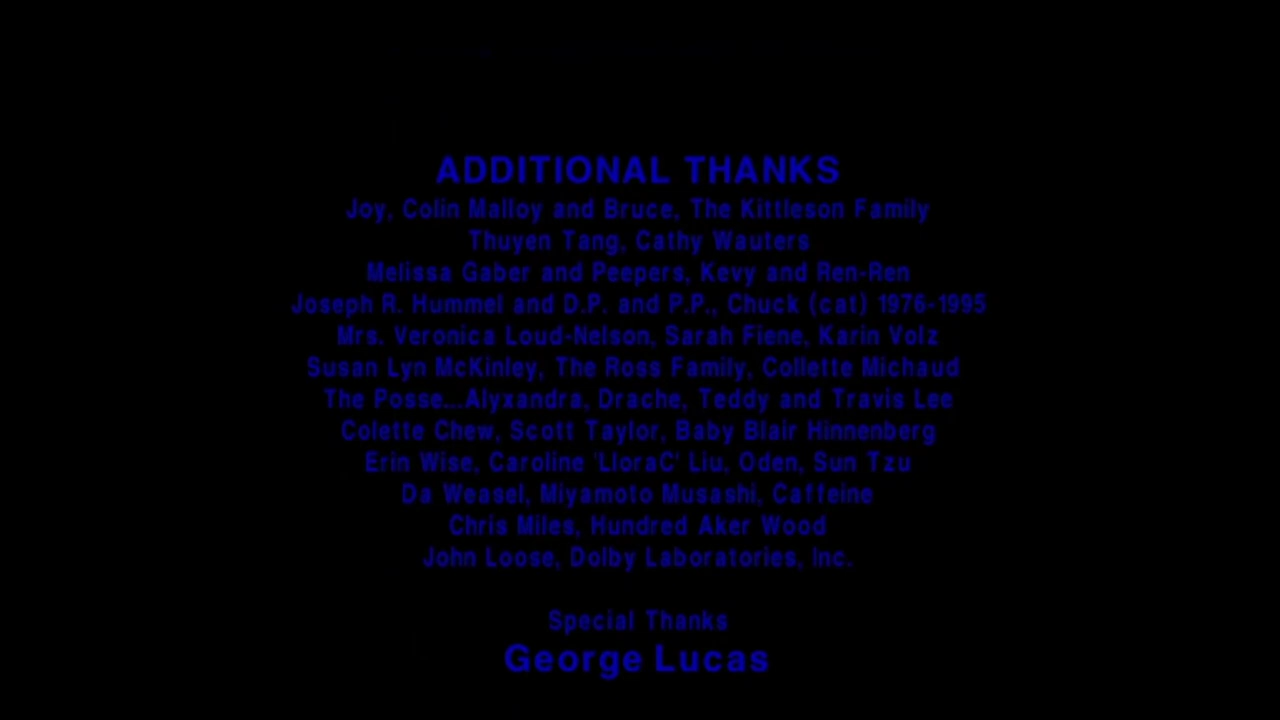 ADDITIONAL THANKS
Joy, Colin Malloy and Bruce, The Kittleson Family
Thuyen Tang, Cathy Wauters
Melissa Gaber and Peepers, Kevy and Ren-Ren
Joseph R. Hummel and D.P. and P.P., Chuck (cat) 1976-1995
Mrs. Veronica Loud-Nelson, Sarah Fiene, Karin Volz
Susan Lyn McKinley, The Ross Family, Collette Michaud
The Posse...Alyxandra, Drache, Teddy and Travis Lee
Colette Chew, Scott Taylor, Baby Blair Hinnenberg
Erin Wise, Caroline 'LloraC' Liu, Oden, Sun Tzu
Da Weasel, Miyamoto Musashi, Caffeine
Chris Miles, Hundred Aker Wood
John Loose, Dolby Laboratories, Inc.
Special Thanks
George Lucas